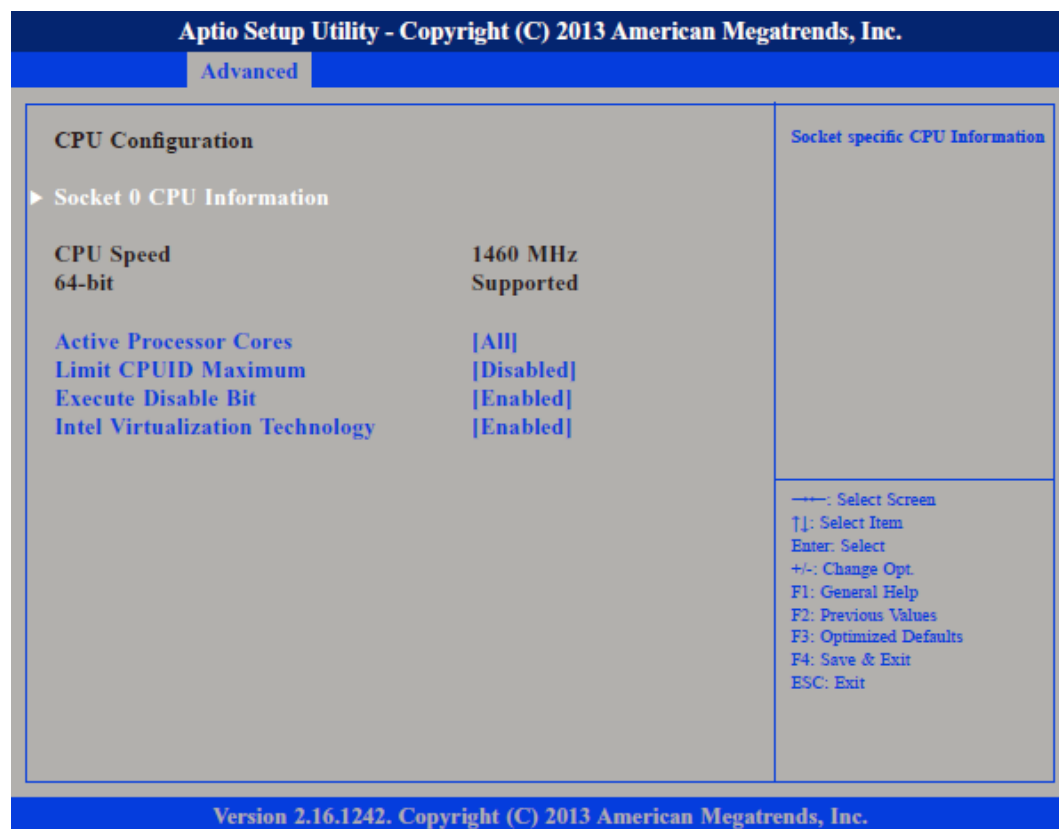 Aptio Setup Utility - Copyright (C) 2013 American Megatrends, Inc.
Advanced
CPU Configuration
Socket 0 CPU Information
CPU Speed 1460 MHz
64-bit Supported
Active Processor Cores [All]
Limit CPUID Maximum [Disabled]
Execute Disable Bit [Enabled]
Intel Virtualization Technology [Enabled]
Socket specific CPU Information
→←: Select Screen
↑↓: Select Item
Enter: Select
+/-: Change Opt.
F1: General Help
F2: Previous Values
F3: Optimized Defaults
F4: Save & Exit
ESC: Exit
Version 2.16.1242. Copyright (C) 2013 American Megatrends, Inc.